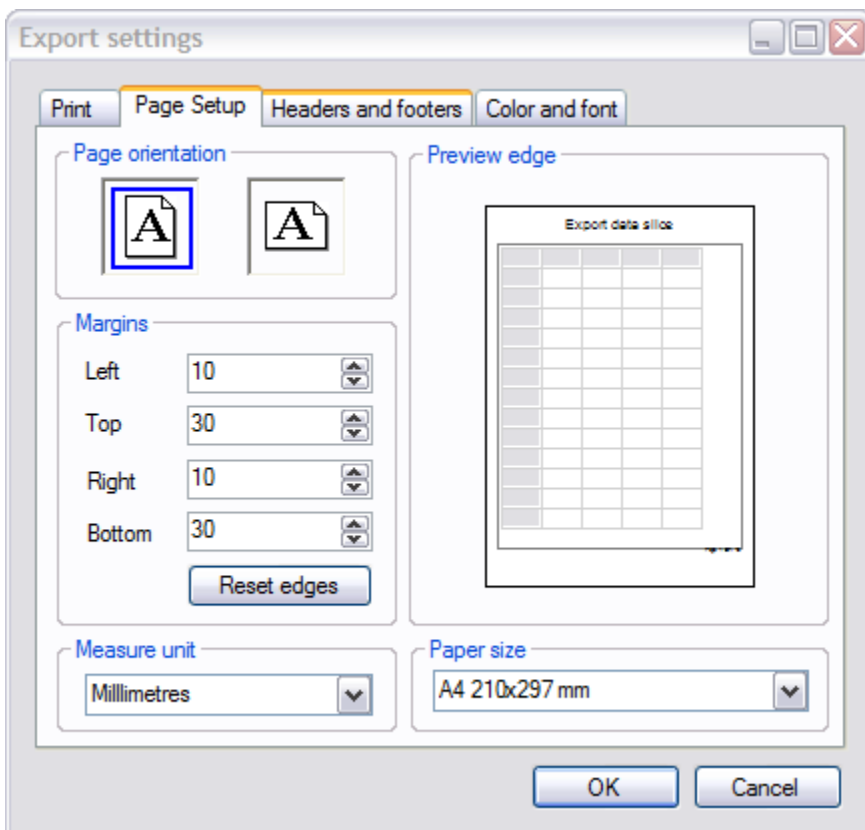 Export settings
Print Page Setup Headers and footers Color and font
Page orientation
A A
Preview edge
Export data slice
Margins
Left 10
Top 30
Right 10
Bottom 30
Reset edges
Measure unit
Millimetres
Paper size
A4 210x297 mm
OK Cancel